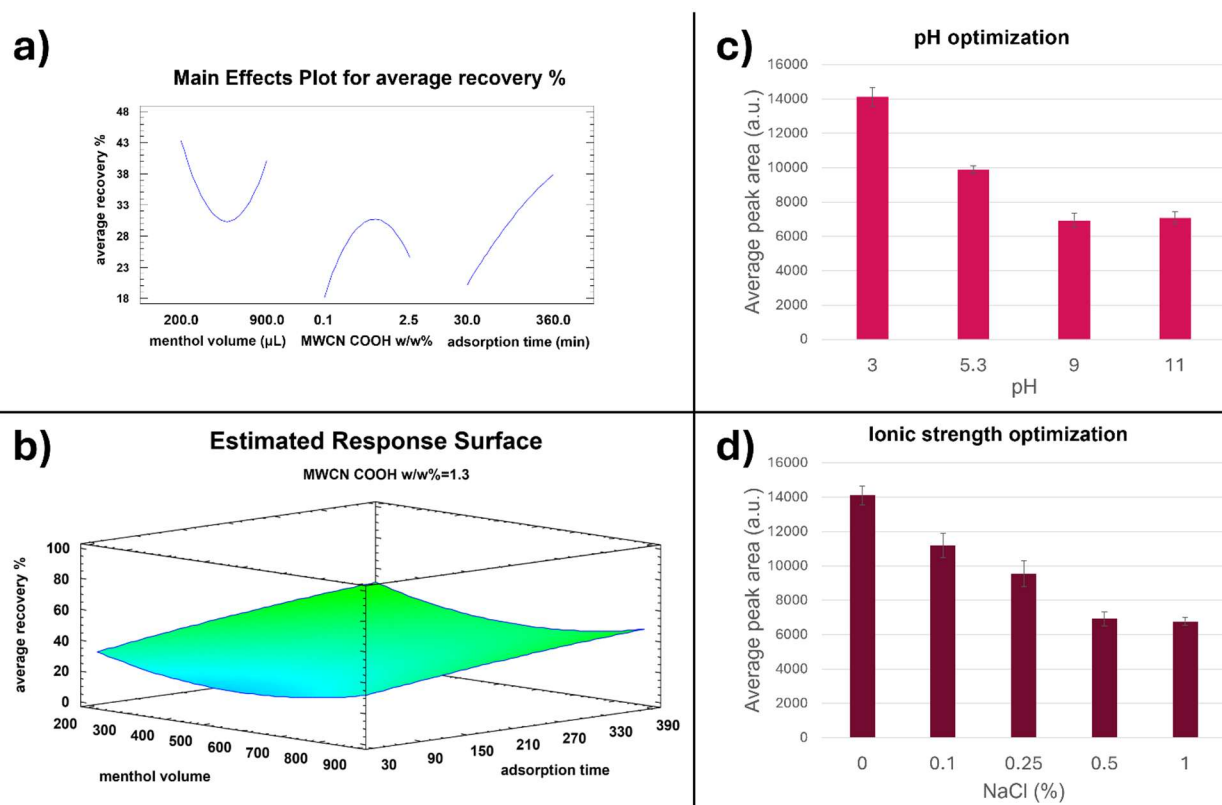 a)
Main Effects Plot for average recovery %
average recovery %
48
43
38
33
28
23
18
200.0 900.0 0.1 2.5 30.0 360.0
menthol volume (µL) MWCN COOH w/w% adsorption time (min)
b)
Estimated Response Surface
MWCN COOH w/w%=1.3
average recovery %
100
80
60
40
20
0
200 300 400 500 600 700 800 900
menthol volume
30 90 150 210 270 330 390
adsorption time
c)
pH optimization
Average peak area (a.u.)
16000
14000
12000
10000
8000
6000
4000
2000
0
3 5.3 9 11
pH
d)
Ionic strength optimization
Average peak area (a.u.)
16000
14000
12000
10000
8000
6000
4000
2000
0
0 0.1 0.25 0.5 1
NaCl (%)